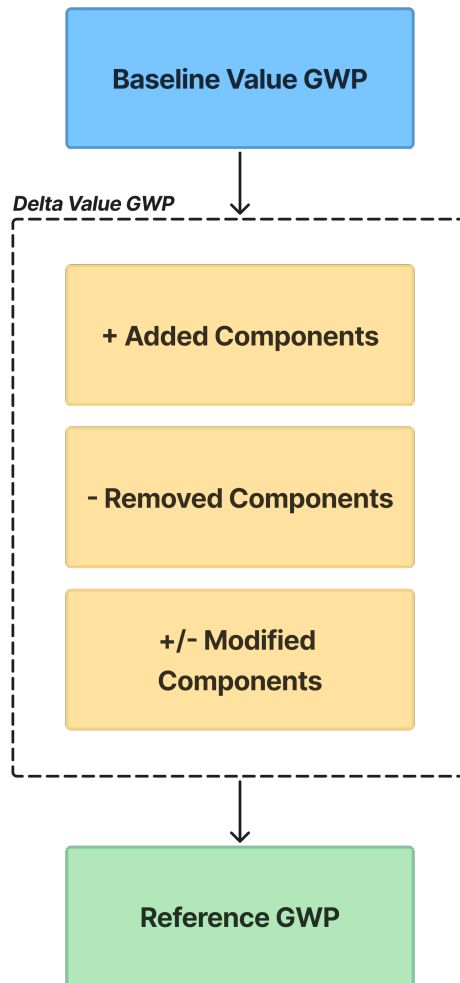 Baseline Value GWP
Delta Value GWP
+ Added Components
- Removed Components
+/- Modified
Components
Reference GWP